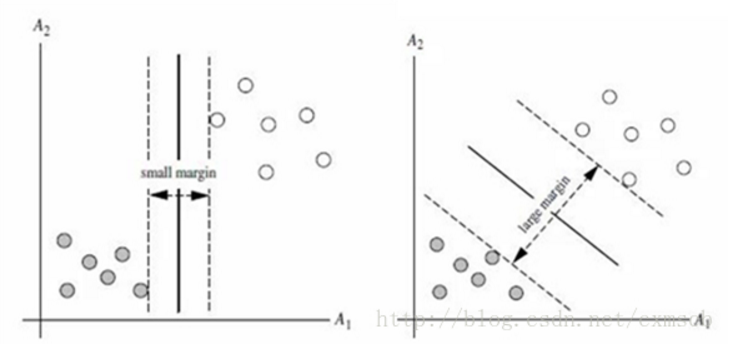 A2
small margin
A1
A2
large margin
A1
http://blog.csdn.net/cxmscb